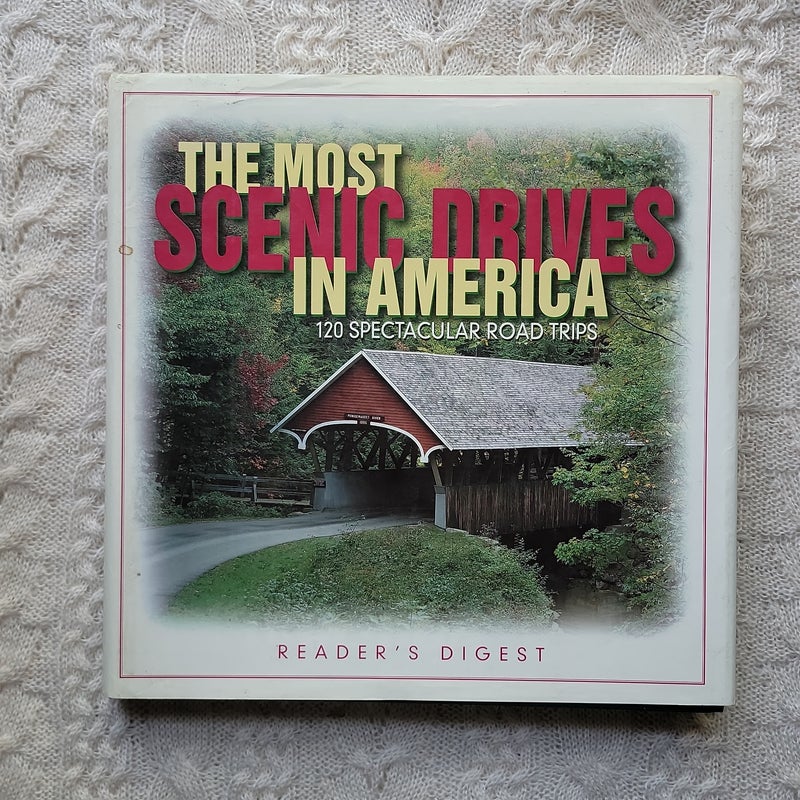 THE MOST
SCENIC DRIVES
IN AMERICA
120 SPECTACULAR ROAD TRIPS
READER'S DIGEST